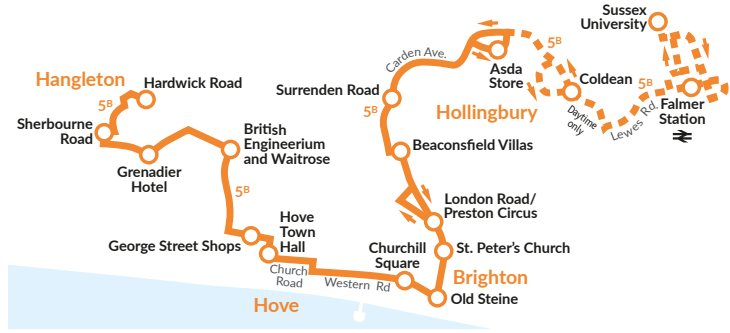 Sussex
University
Carden Ave.
5B
Asda
Store
Coldean
5B
Hangleton
Hardwick Road
5B
Surrenden Road
5B
Hollingbury
Daytime
only
Lewes Rd.
Falmer
Station
Sherbourne
Road
British
Engineerium
and Waitrose
Beaconsfield Villas
Grenadier
Hotel
5B
London Road/
Preston Circus
Hove
Town
Hall
George Street Shops
Churchill
Square
St. Peter's Church
Church
Road
Western Rd
Brighton
Old Steine
Hove